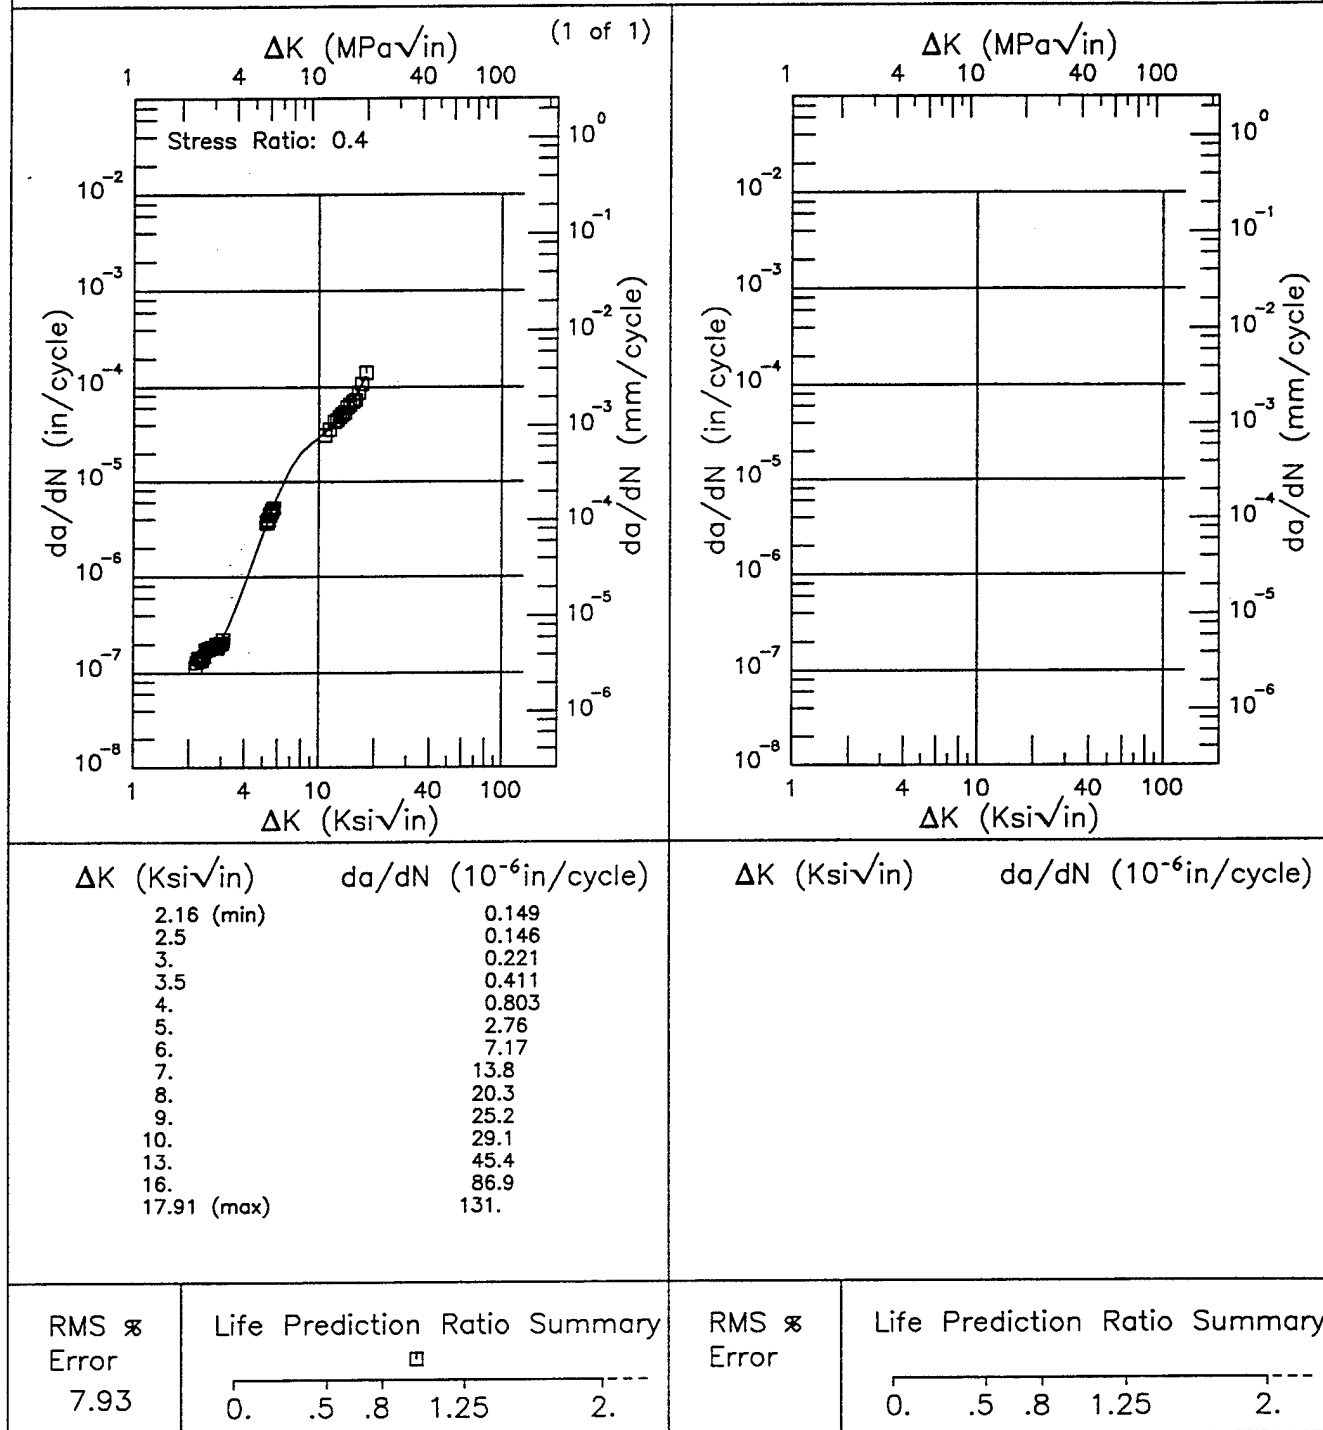 (1 of 1)
ΔK (MPa√in)
1 4 10 40 100
Stress Ratio: 0.4
da/dN (in/cycle)
10⁻²
10⁻³
10⁻⁴
10⁻⁵
10⁻⁶
10⁻⁷
10⁻⁸
da/dN (mm/cycle)
10⁰
10⁻¹
10⁻²
10⁻³
10⁻⁴
10⁻⁵
10⁻⁶
1 4 10 40 100
ΔK (Ksi√in)
ΔK (MPa√in)
1 4 10 40 100
da/dN (in/cycle)
10⁻²
10⁻³
10⁻⁴
10⁻⁵
10⁻⁶
10⁻⁷
10⁻⁸
da/dN (mm/cycle)
10⁰
10⁻¹
10⁻²
10⁻³
10⁻⁴
10⁻⁵
10⁻⁶
1 4 10 40 100
ΔK (Ksi√in)
ΔK (Ksi√in) da/dN (10⁻⁶in/cycle)
2.16 (min) 0.149
2.5 0.146
3. 0.221
3.5 0.411
4. 0.803
5. 2.76
6. 7.17
7. 13.8
8. 20.3
9. 25.2
10. 29.1
13. 45.4
16. 86.9
17.91 (max) 131.
ΔK (Ksi√in) da/dN (10⁻⁶in/cycle)
RMS %
Error
7.93
Life Prediction Ratio Summary
0. .5 .8 1.25 2.
RMS %
Error
Life Prediction Ratio Summary
0. .5 .8 1.25 2.